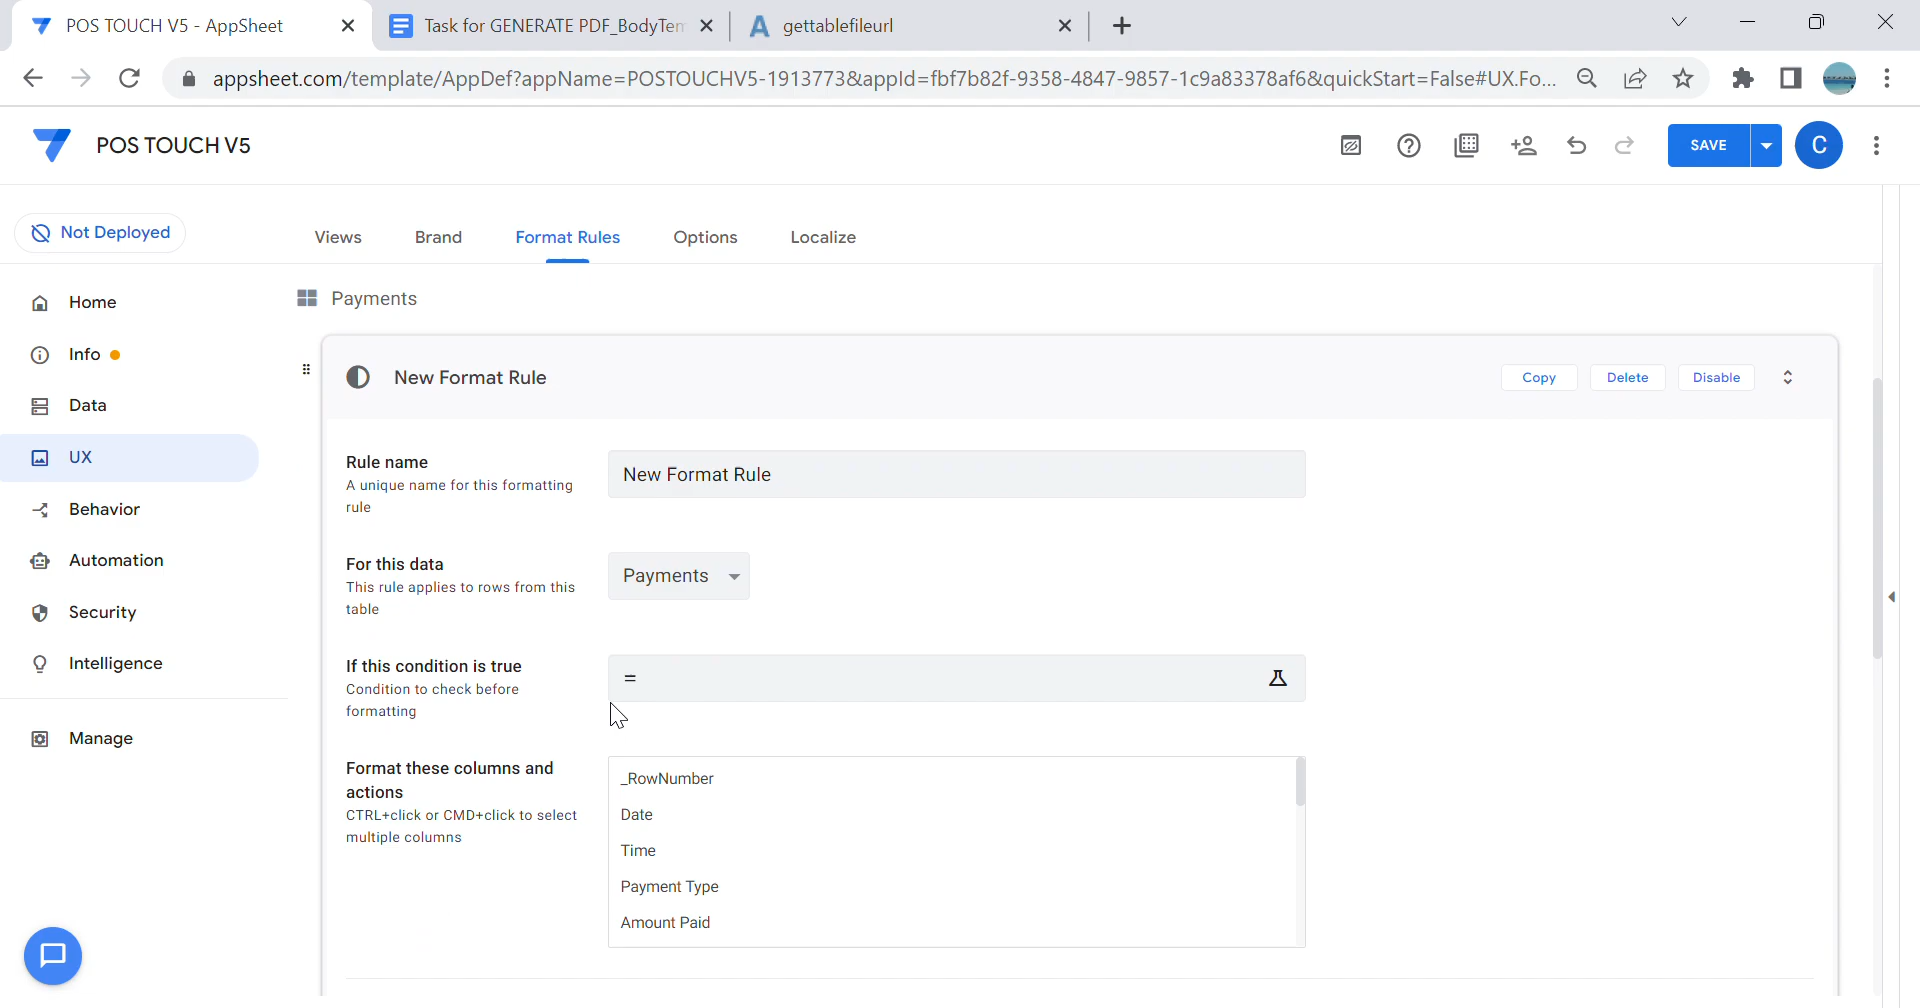 POS TOUCH V5 - AppSheet
Task for GENERATE PDF_BodyTem
gettablefileurl
appsheet.com/template/AppDef?appName=POSTOUCHV5-1913773&appId=fbf7b82f-9358-4847-9857-1c9a83378af6&quickStart=False#UX.Fo...
POS TOUCH V5
SAVE
C
Not Deployed
Views
Brand
Format Rules
Options
Localize
Home
Info
Data
UX
Behavior
Automation
Security
Intelligence
Manage
Payments
New Format Rule
Copy
Delete
Disable
Rule name
A unique name for this formatting
rule
New Format Rule
For this data
This rule applies to rows from this
table
Payments
If this condition is true
Condition to check before
formatting
=
Format these columns and
actions
CTRL+click or CMD+click to select
multiple columns
_RowNumber
Date
Time
Payment Type
Amount Paid